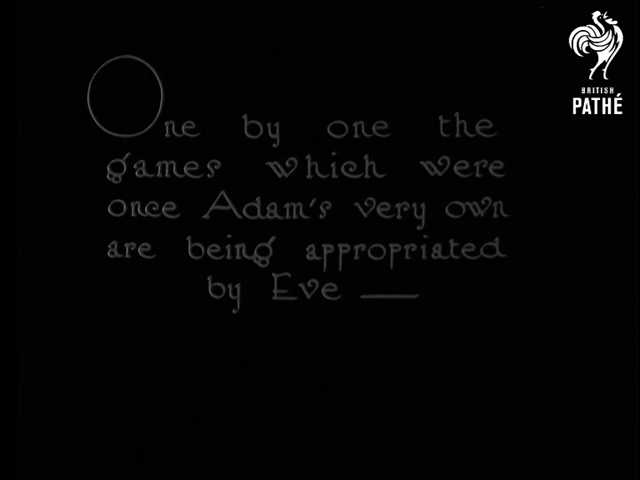 BRITISH
PATHÉ
One by one the
games which were
once Adam's very own
are being appropriated
by Eve —